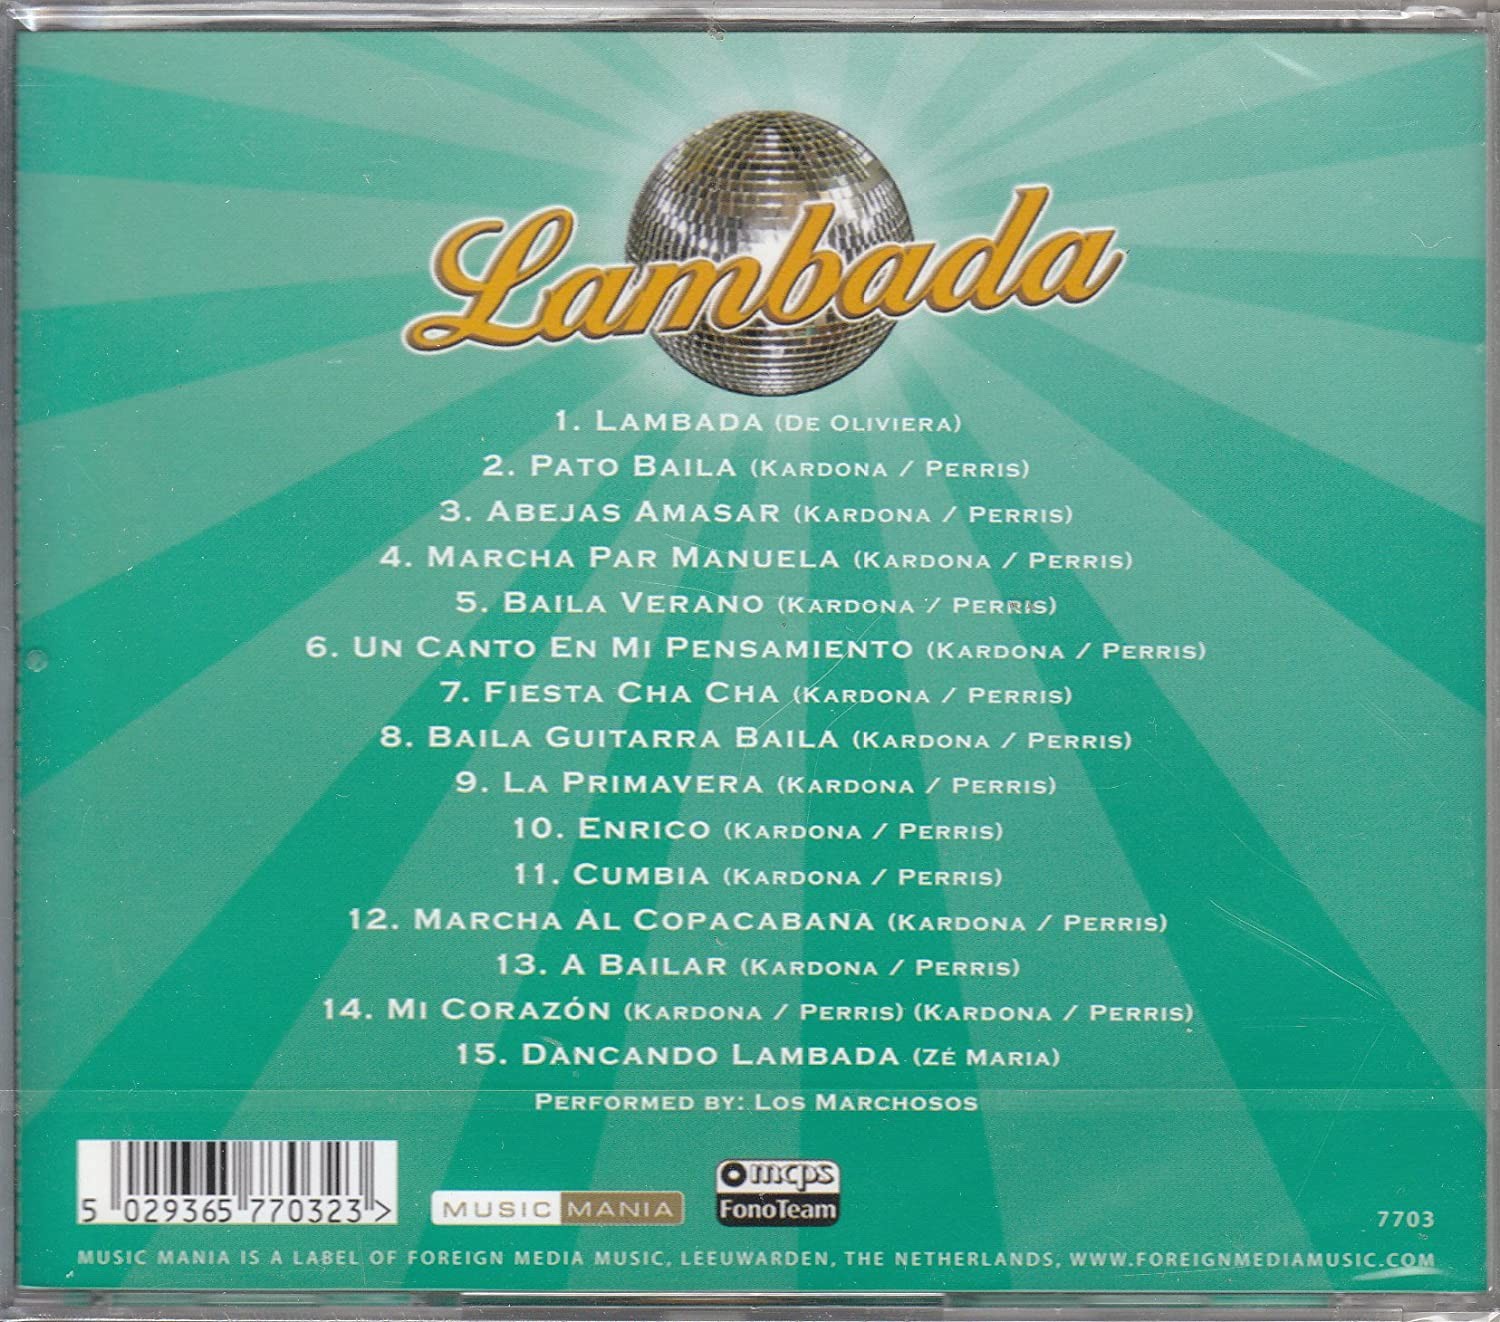 Lambada
1. LAMBADA (DE OLIVIERA)
2. PATO BAILA (KARDONA / PERRIS)
3. ABEJAS AMASAR (KARDONA / PERRIS)
4. MARCHA PAR MANUELA (KARDONA / PERRIS)
5. BAILA VERANO (KARDONA / PERRIS)
6. UN CANTO EN MI PENSAMIENTO (KARDONA / PERRIS)
7. FIESTA CHA CHA (KARDONA / PERRIS)
8. BAILA GUITARRA BAILA (KARDONA / PERRIS)
9. LA PRIMAVERA (KARDONA / PERRIS)
10. ENRICO (KARDONA / PERRIS)
11. CUMBIA (KARDONA / PERRIS)
12. MARCHA AL COPACABANA (KARDONA / PERRIS)
13. A BAILAR (KARDONA / PERRIS)
14. MI CORAZÓN (KARDONA / PERRIS) (KARDONA / PERRIS)
15. DANCANDO LAMBADA (ZÉ MARIA)
PERFORMED BY: LOS MARCHOSOS
5 029365 770323 >
MUSIC MANIA
mcps
FonoTeam
7703
MUSIC MANIA IS A LABEL OF FOREIGN MEDIA MUSIC, LEEUWARDEN, THE NETHERLANDS, WWW.FOREIGNMEDIAMUSIC.COM